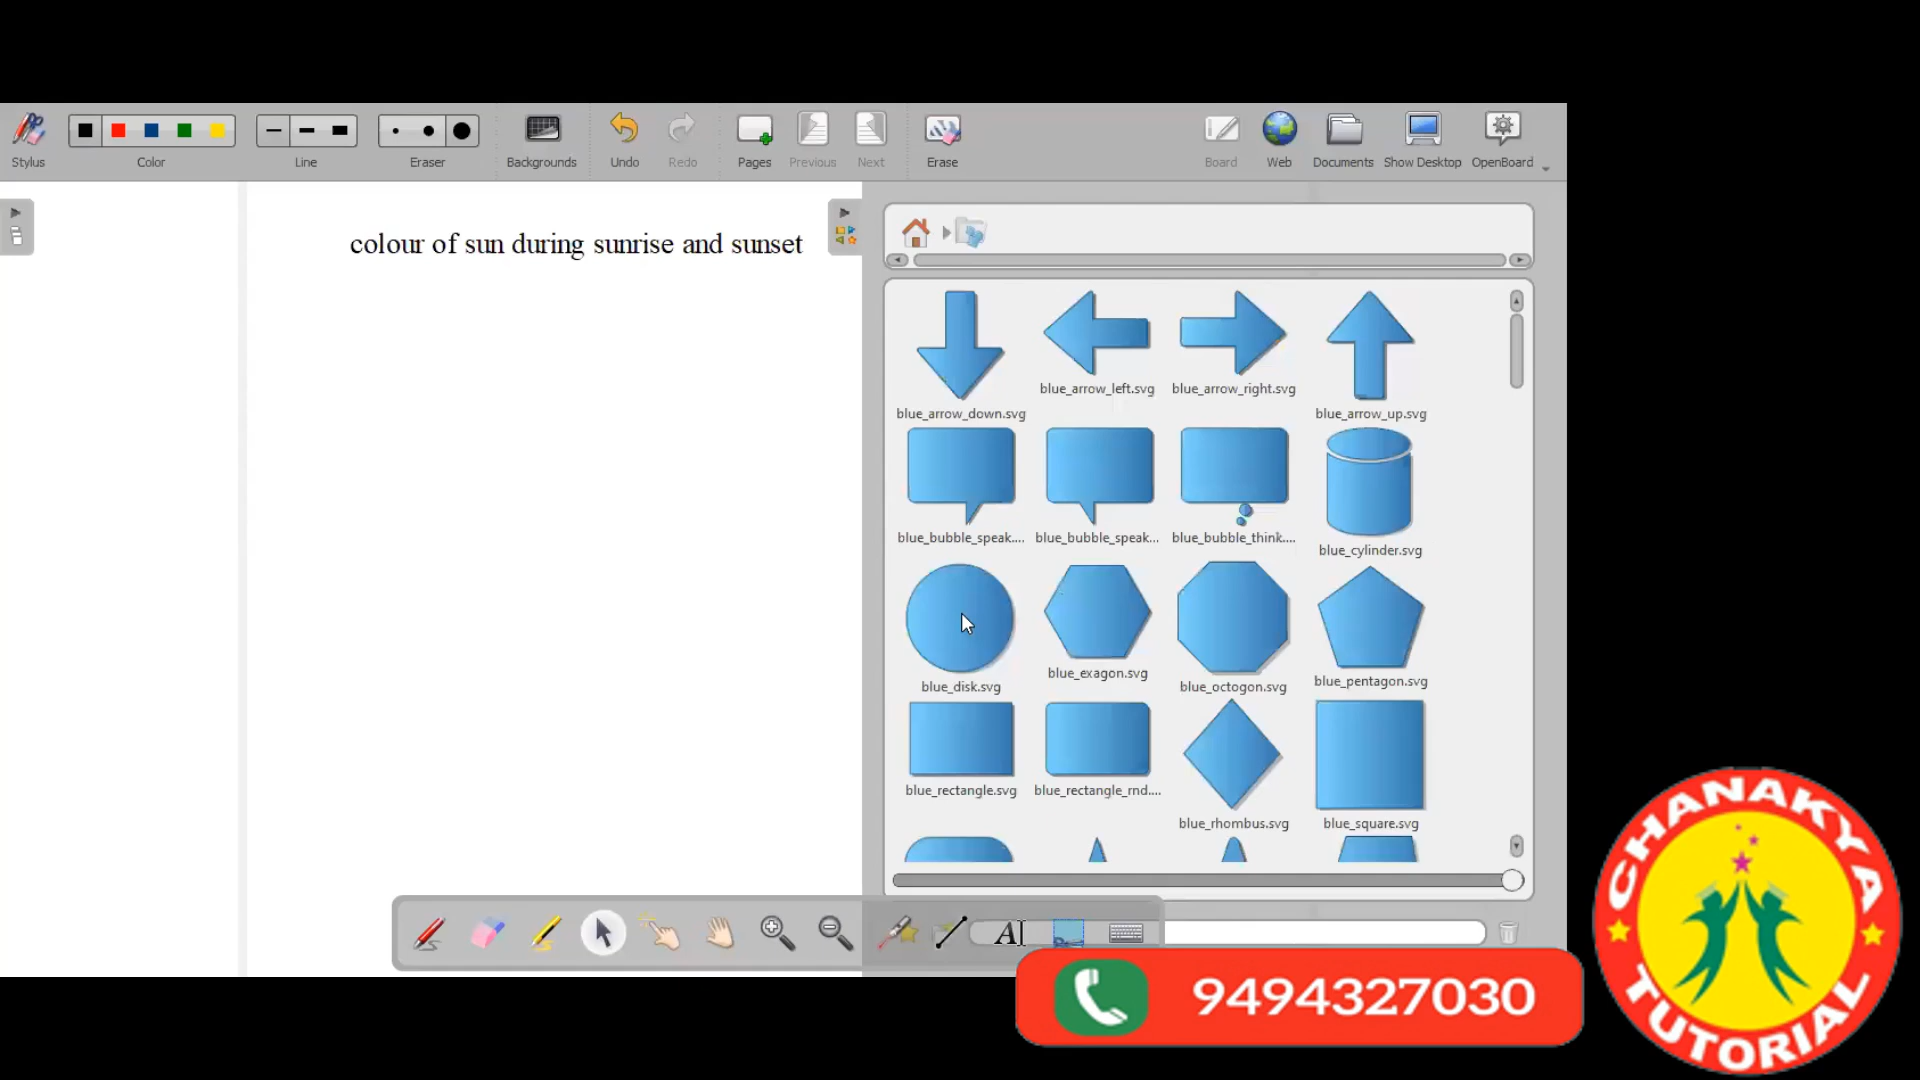 Stylus
Color
Line
Eraser
Backgrounds
Undo
Redo
Pages
Previous
Next
Erase
Board
Web
Documents
Show Desktop
OpenBoard
colour of sun during sunrise and sunset
blue_arrow_down.svg
blue_arrow_left.svg
blue_arrow_right.svg
blue_arrow_up.svg
blue_bubble_speak....
blue_bubble_speak...
blue_bubble_think....
blue_cylinder.svg
blue_disk.svg
blue_exagon.svg
blue_octogon.svg
blue_pentagon.svg
blue_rectangle.svg
blue_rectangle_rnd....
blue_rhombus.svg
blue_square.svg
A
9494327030
CHANAKYA
TUTORIAL